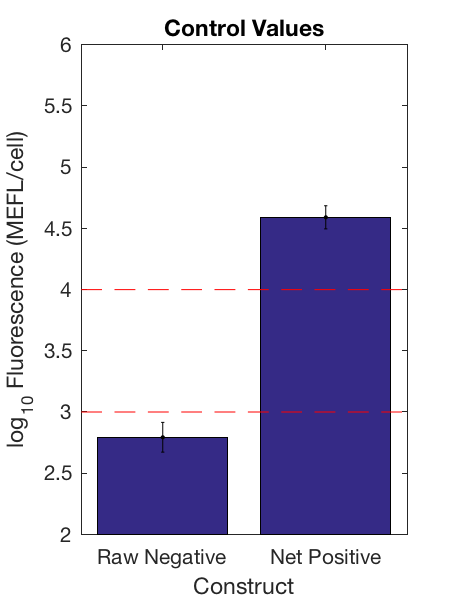 Control Values
6
5.5
5
4.5
4
3.5
3
2.5
2
log10 Fluorescence (MEFL/cell)
Raw Negative Net Positive
Construct